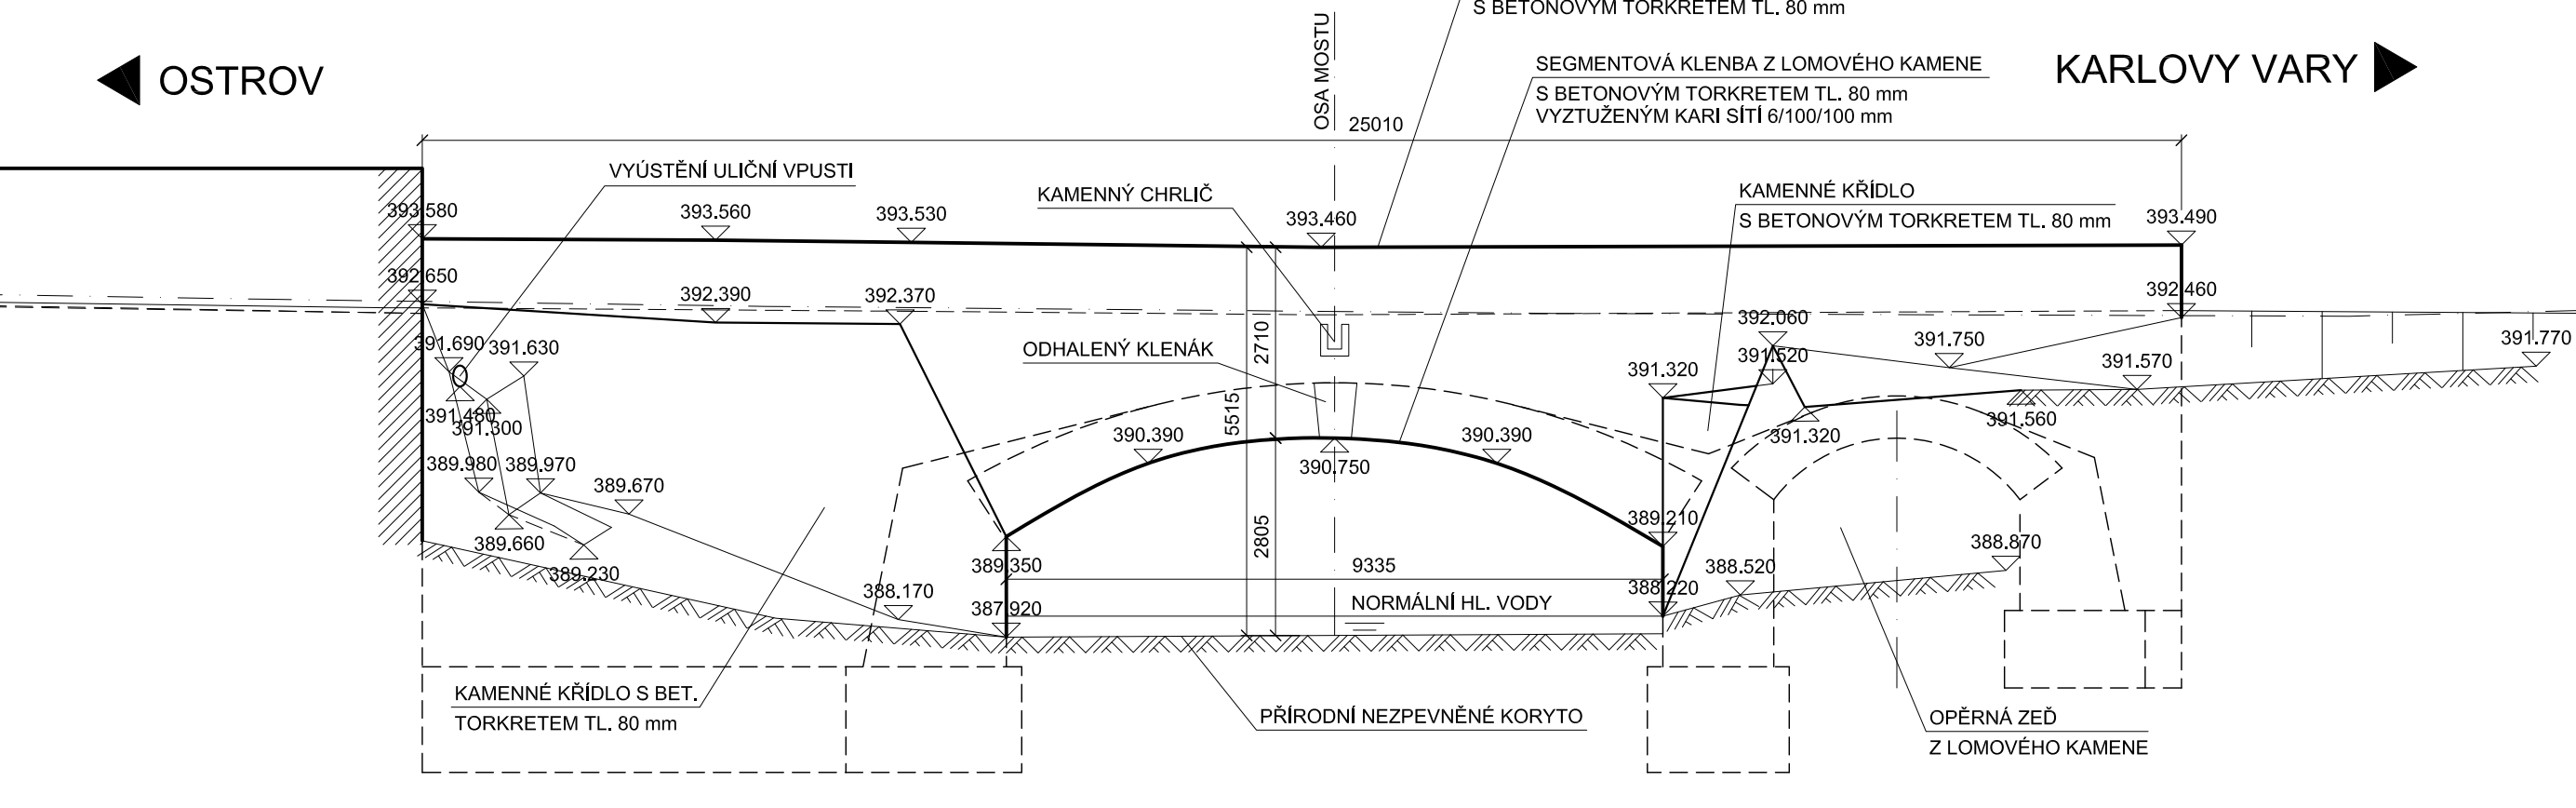 S BETONOVÝM TORKRETEM TL. 80 mm
OSTROV
OSA MOSTU
SEGMENTOVÁ KLENBA Z LOMOVÉHO KAMENE
S BETONOVÝM TORKRETEM TL. 80 mm
VYZTUŽENÝM KARI SÍTÍ 6/100/100 mm
KARLOVY VARY
25010
VYÚSTĚNÍ ULIČNÍ VPUSTI
KAMENNÝ CHRLIČ
KAMENNÉ KŘÍDLO
S BETONOVÝM TORKRETEM TL. 80 mm
393.580
393.560
393.530
393.460
393.490
392.650
392.390
392.370
392.460
392.060
391.690
391.630
ODHALENÝ KLENÁK
2710
391.320
391.520
391.750
391.570
391.770
391.480
391.300
5515
390.390
390.750
390.390
391.320
391.560
389.980
389.970
389.670
389.660
389.230
2805
389.210
388.870
389.350
9335
388.520
388.170
387.920
NORMÁLNÍ HL. VODY
388.220
KAMENNÉ KŘÍDLO S BET.
TORKRETEM TL. 80 mm
PŘÍRODNÍ NEZPEVNĚNÉ KORYTO
OPĚRNÁ ZEĎ
Z LOMOVÉHO KAMENE